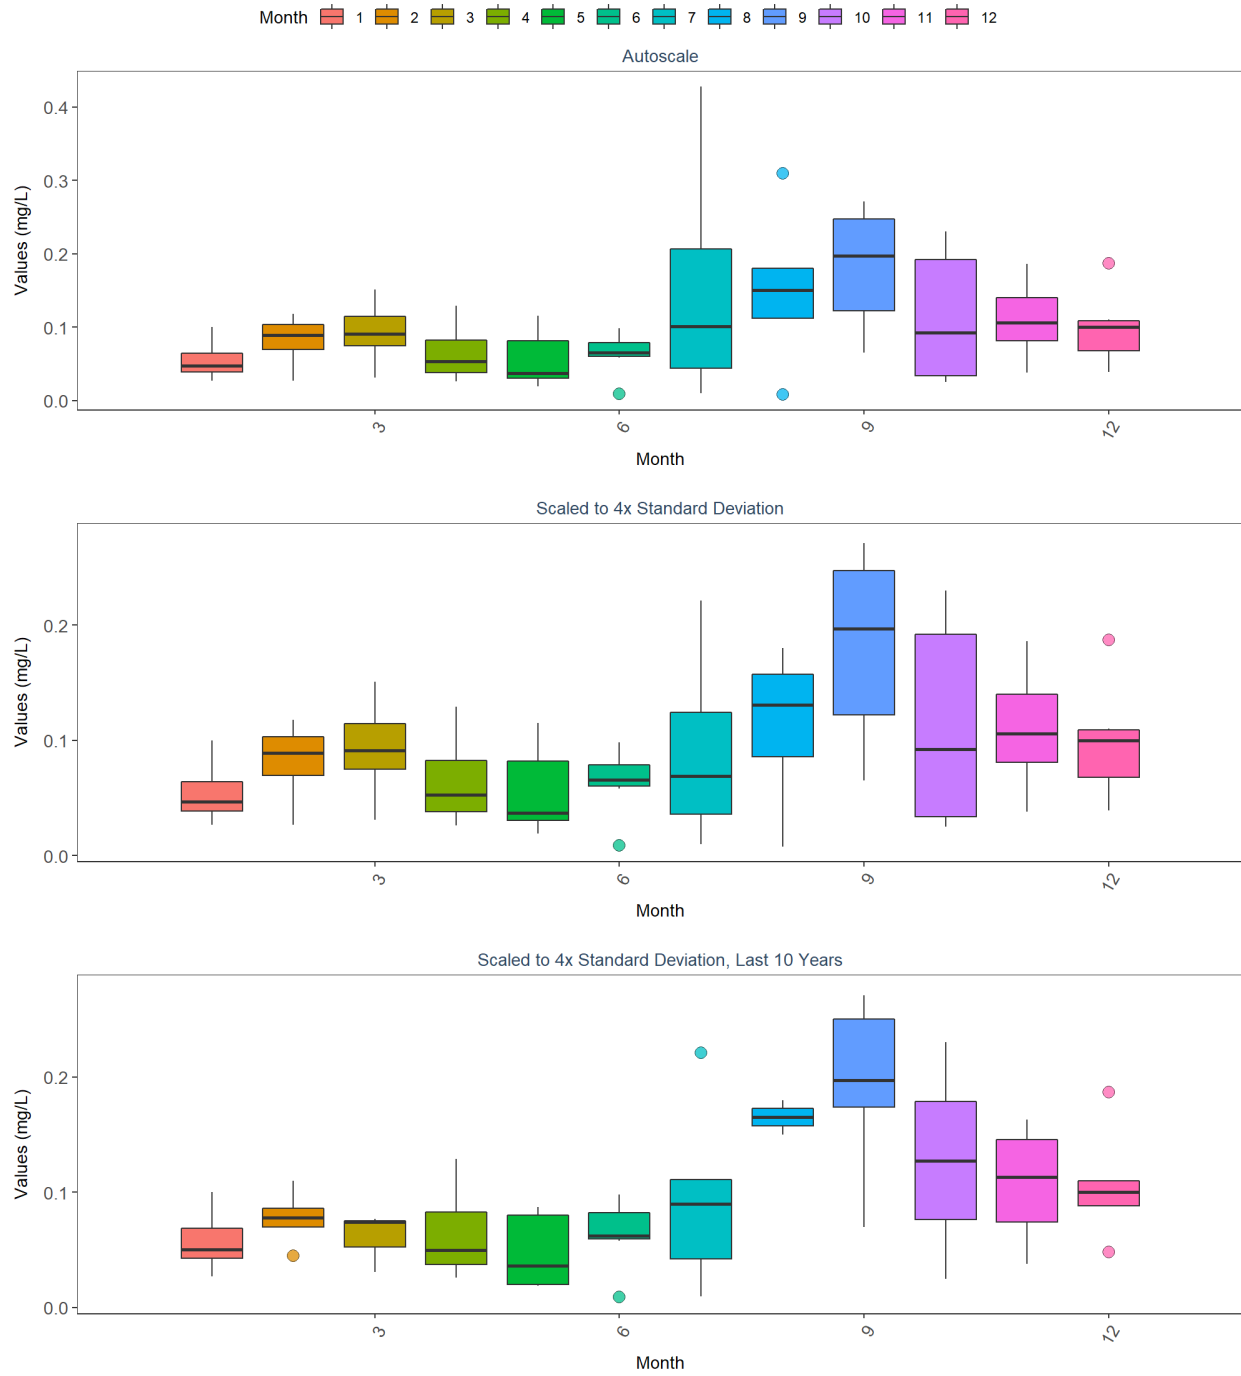 Month 1 2 3 4 5 6 7 8 9 10 11 12
Autoscale
Values (mg/L)
0.4
0.3
0.2
0.1
0.0
3 6 9 12
Month
Scaled to 4x Standard Deviation
Values (mg/L)
0.2
0.1
0.0
3 6 9 12
Month
Scaled to 4x Standard Deviation, Last 10 Years
Values (mg/L)
0.2
0.1
0.0
3 6 9 12
Month